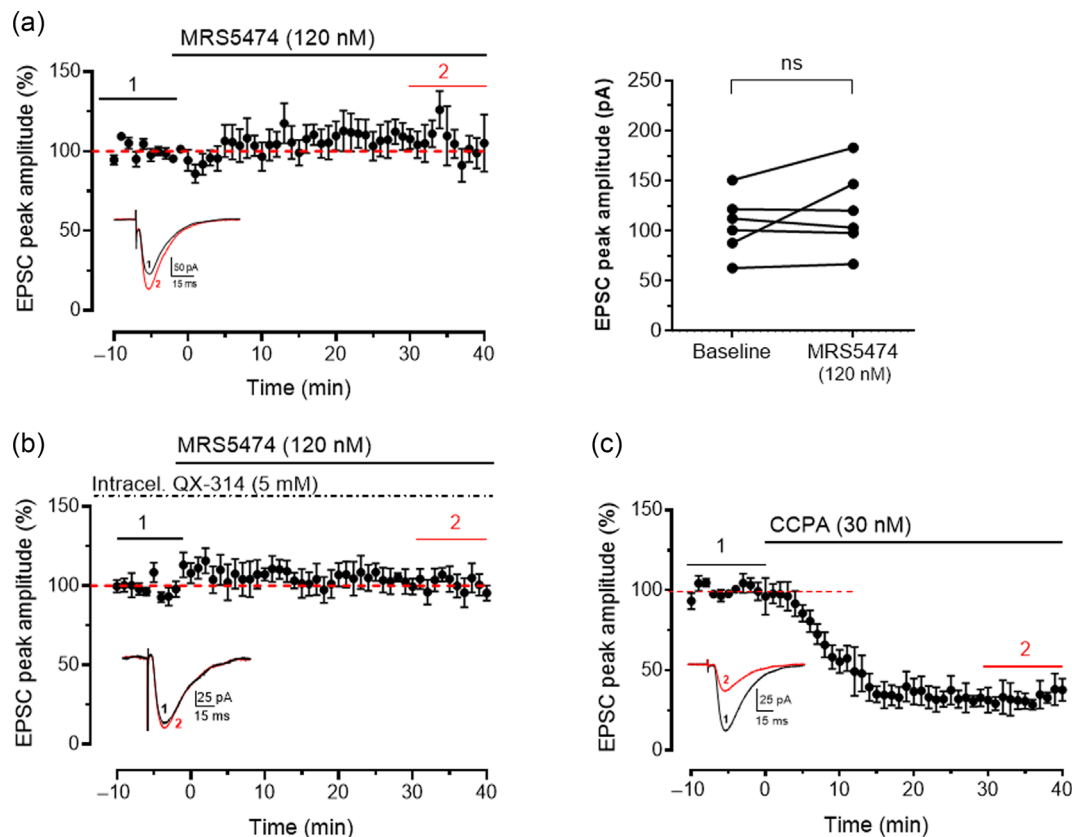 (a)
MRS5474 (120 nM)
1
2
EPSC peak amplitude (%)
150
100
50
0
1
2
50 pA
15 ms
–10 0 10 20 30 40
Time (min)
ns
EPSC peak amplitude (pA)
250
200
150
100
50
0
Baseline
MRS5474
(120 nM)
(b)
MRS5474 (120 nM)
Intracel. QX-314 (5 mM)
1
2
EPSC peak amplitude (%)
150
100
50
0
1
2
25 pA
15 ms
–10 0 10 20 30 40
Time (min)
(c)
CCPA (30 nM)
1
2
EPSC peak amplitude (%)
150
100
50
0
2
1
25 pA
15 ms
–10 0 10 20 30 40
Time (min)